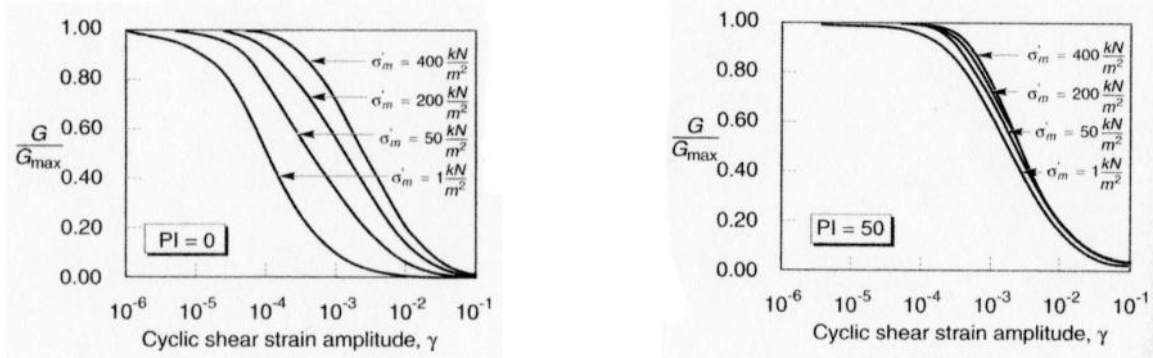 1.00
0.80
0.60
0.40
0.20
0.00
G
Gmax
σ'm = 400 kN/m²
σ'm = 200 kN/m²
σ'm = 50 kN/m²
σ'm = 1 kN/m²
PI = 0
10⁻⁶ 10⁻⁵ 10⁻⁴ 10⁻³ 10⁻² 10⁻¹
Cyclic shear strain amplitude, γ
1.00
0.80
0.60
0.40
0.20
0.00
G
Gmax
σ'm = 400 kN/m²
σ'm = 200 kN/m²
σ'm = 50 kN/m²
σ'm = 1 kN/m²
PI = 50
10⁻⁶ 10⁻⁵ 10⁻⁴ 10⁻³ 10⁻² 10⁻¹
Cyclic shear strain amplitude, γ